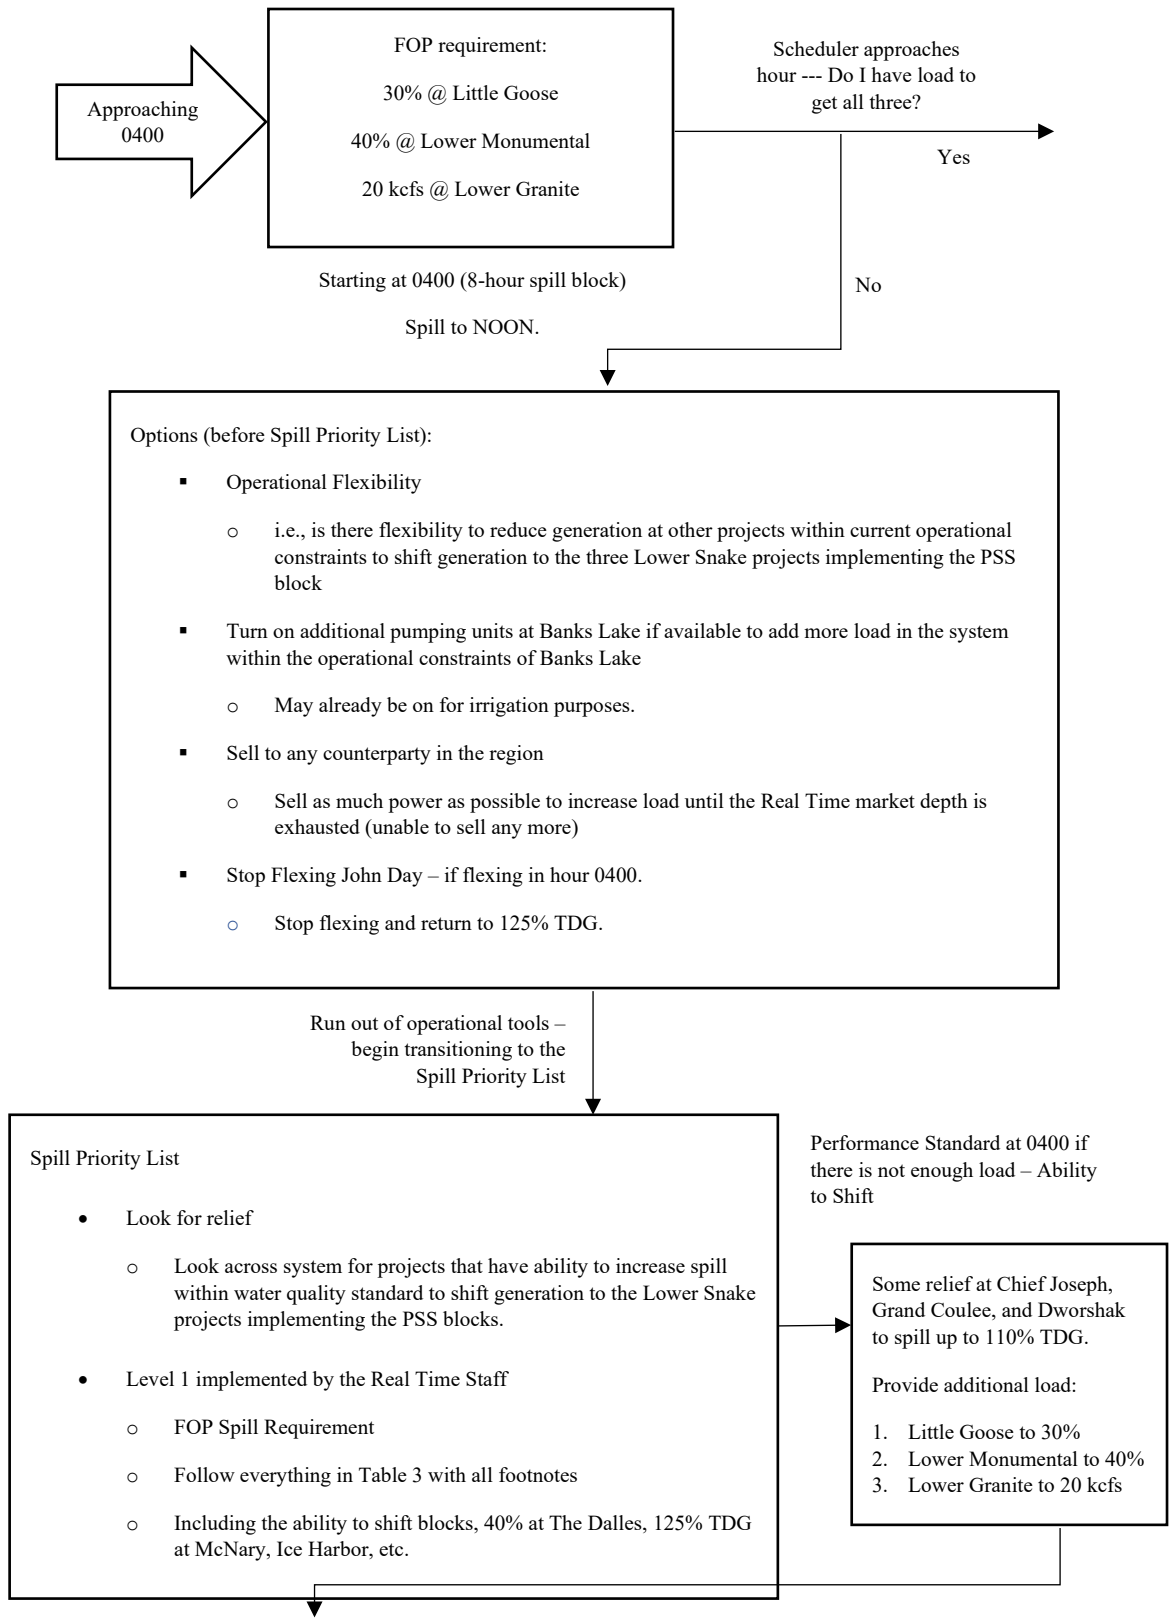 Approaching
0400
FOP requirement:
30% @ Little Goose
40% @ Lower Monumental
20 kcfs @ Lower Granite
Scheduler approaches
hour --- Do I have load to
get all three?
Yes
Starting at 0400 (8-hour spill block)
Spill to NOON.
No
Options (before Spill Priority List):
▪ Operational Flexibility
o i.e., is there flexibility to reduce generation at other projects within current operational
constraints to shift generation to the three Lower Snake projects implementing the PSS
block
▪ Turn on additional pumping units at Banks Lake if available to add more load in the system
within the operational constraints of Banks Lake
o May already be on for irrigation purposes.
▪ Sell to any counterparty in the region
o Sell as much power as possible to increase load until the Real Time market depth is
exhausted (unable to sell any more)
▪ Stop Flexing John Day – if flexing in hour 0400.
o Stop flexing and return to 125% TDG.
Run out of operational tools –
begin transitioning to the
Spill Priority List
Spill Priority List
• Look for relief
o Look across system for projects that have ability to increase spill
within water quality standard to shift generation to the Lower Snake
projects implementing the PSS blocks.
• Level 1 implemented by the Real Time Staff
o FOP Spill Requirement
o Follow everything in Table 3 with all footnotes
o Including the ability to shift blocks, 40% at The Dalles, 125% TDG
at McNary, Ice Harbor, etc.
Performance Standard at 0400 if
there is not enough load – Ability
to Shift
Some relief at Chief Joseph,
Grand Coulee, and Dworshak
to spill up to 110% TDG.
Provide additional load:
1. Little Goose to 30%
2. Lower Monumental to 40%
3. Lower Granite to 20 kcfs